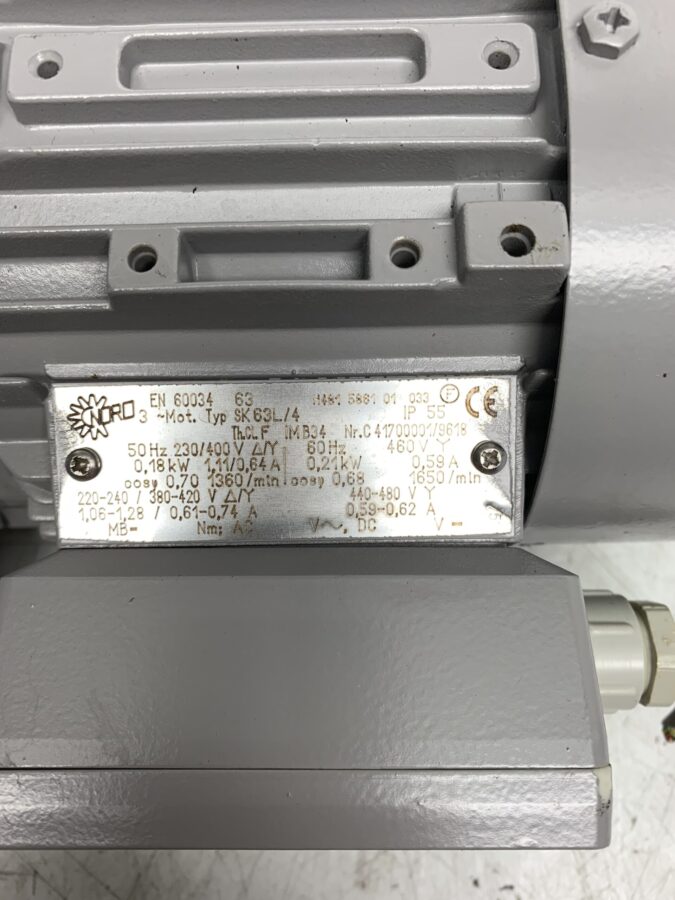 EN 60034 63 H481 5861 01 033 F CE
NORD 3 ~Mot. Typ SK 63L/4 IP 55
Th.Cl.F IM B34 Nr.C 41700001/9618
50 Hz 230/400 V Δ/Y 60 Hz 460 V Y
0,18 kW 1,11/0,64 A 0,21 kW 0,59 A
cosφ 0,70 1360/min cosφ 0,68 1650/min
220-240 / 380-420 V Δ/Y 440-480 V Y
1,06-1,28 / 0,61-0,74 A 0,59-0,62 A
MB- Nm; AC V~, DC V-